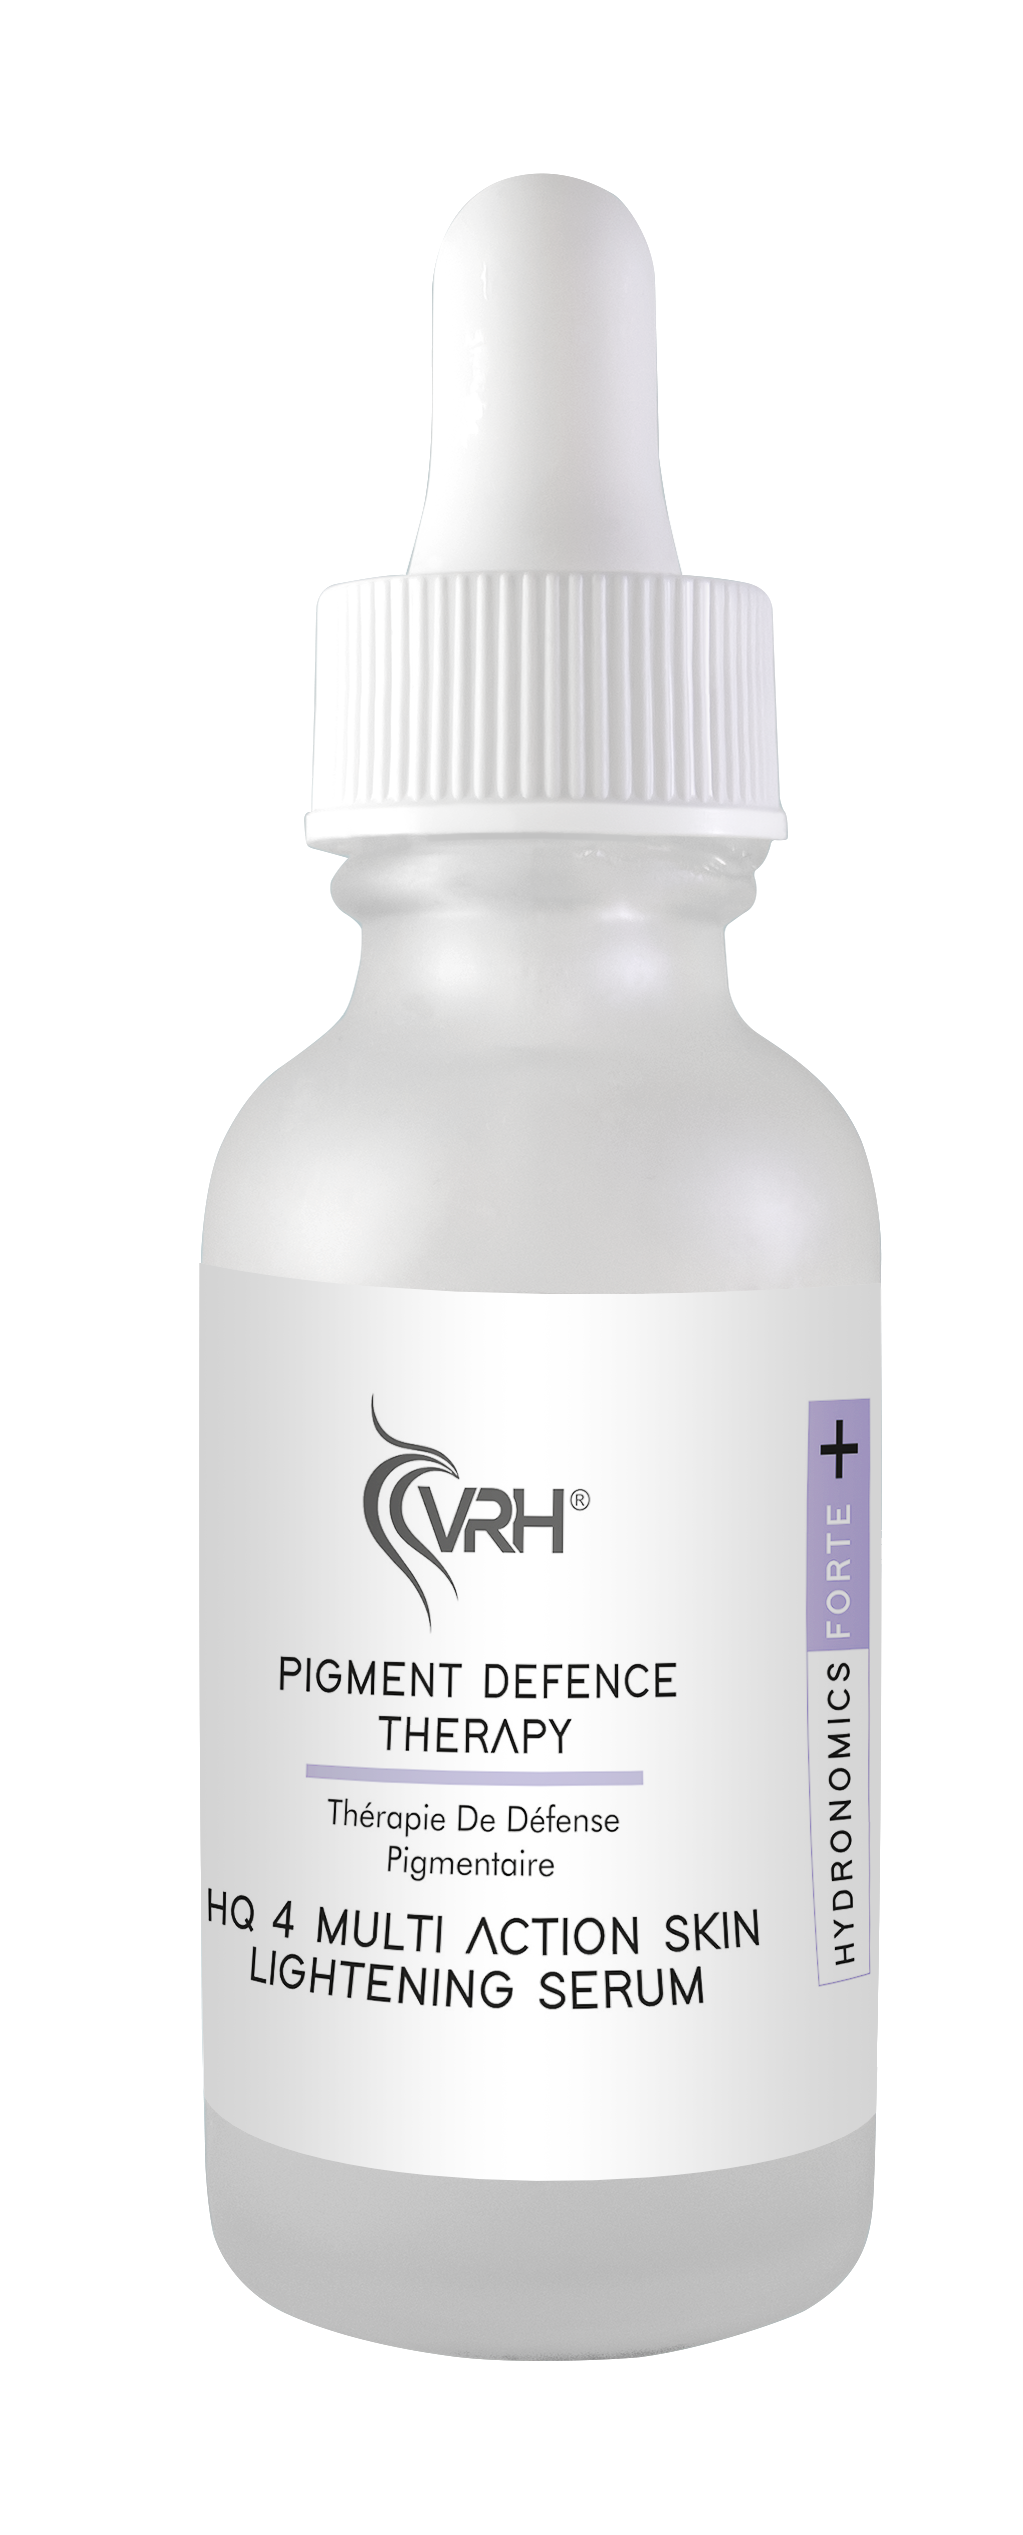 VRH®
PIGMENT DEFENCE
THERAPY
Thérapie De Défense
Pigmentaire
HQ 4 MULTI ACTION SKIN
LIGHTENING SERUM
HYDRONOMICS FORTE +